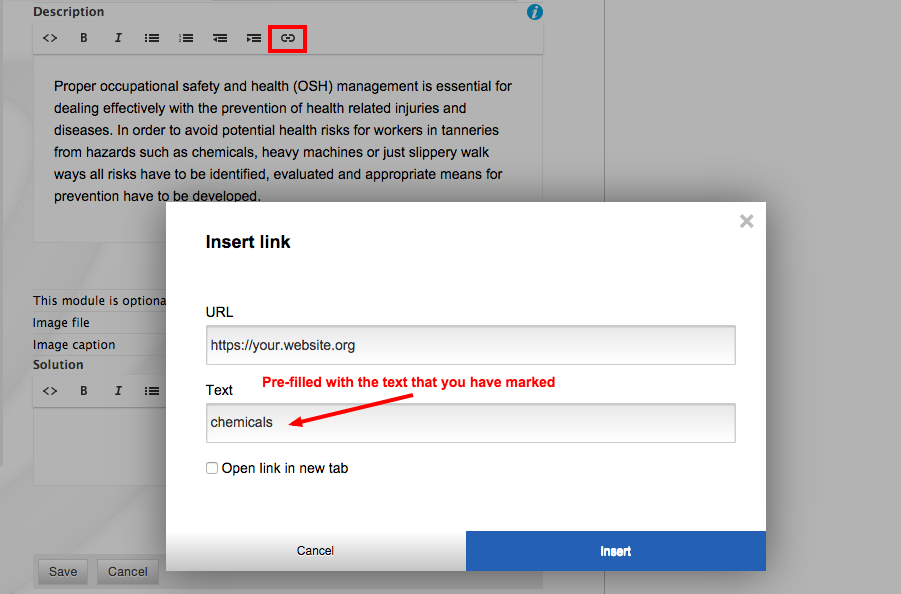 Description
i
<> B I
Proper occupational safety and health (OSH) management is essential for
dealing effectively with the prevention of health related injuries and
diseases. In order to avoid potential health risks for workers in tanneries
from hazards such as chemicals, heavy machines or just slippery walk
ways all risks have to be identified, evaluated and appropriate means for
prevention have to be developed.
×
Insert link
URL
https://your.website.org
Text
Pre-filled with the text that you have marked
chemicals
Open link in new tab
Cancel
Insert
This module is optiona
Image file
Image caption
Solution
<> B I
Save
Cancel